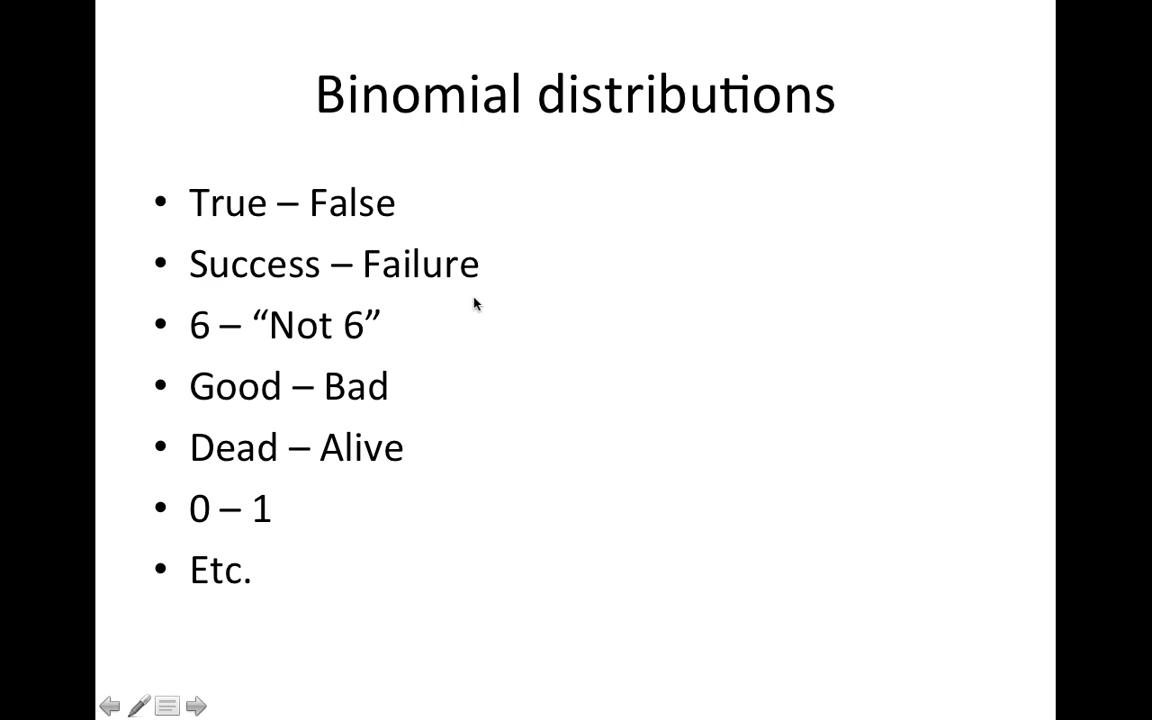 Binomial distributions
• True – False
• Success – Failure
• 6 – “Not 6”
• Good – Bad
• Dead – Alive
• 0 – 1
• Etc.